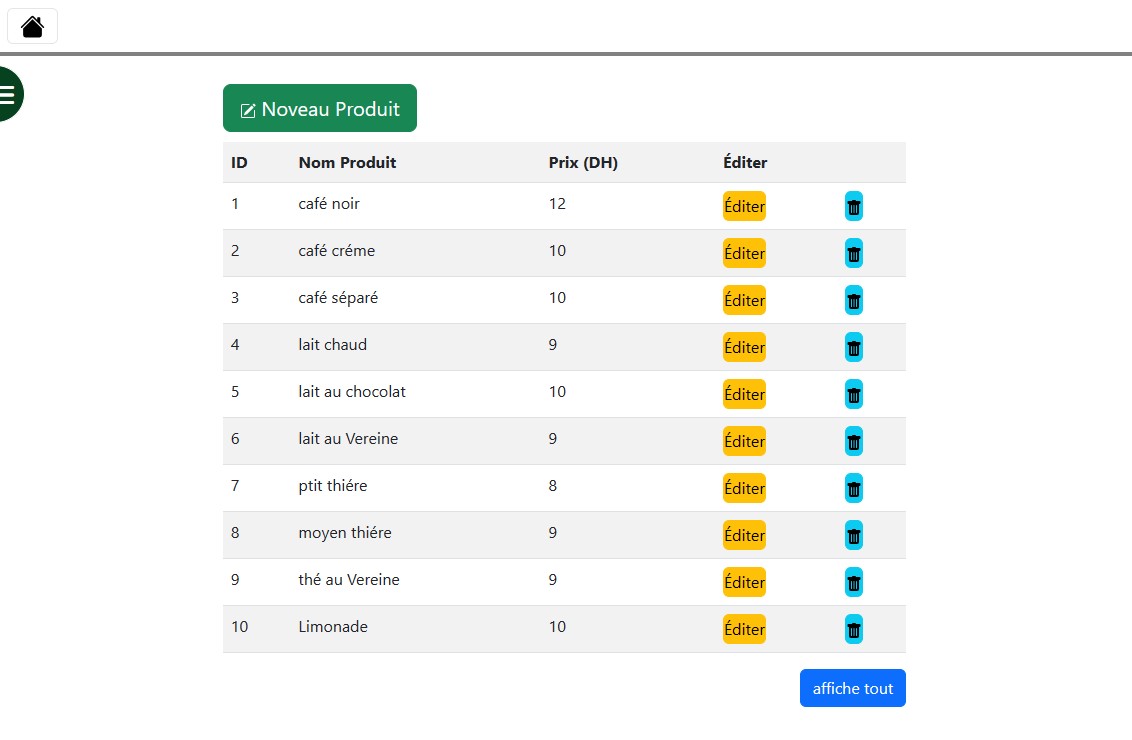 Noveau Produit
ID Nom Produit Prix (DH) Éditer
1 café noir 12 Éditer
2 café créme 10 Éditer
3 café séparé 10 Éditer
4 lait chaud 9 Éditer
5 lait au chocolat 10 Éditer
6 lait au Vereine 9 Éditer
7 ptit thiére 8 Éditer
8 moyen thiére 9 Éditer
9 thé au Vereine 9 Éditer
10 Limonade 10 Éditer
affiche tout